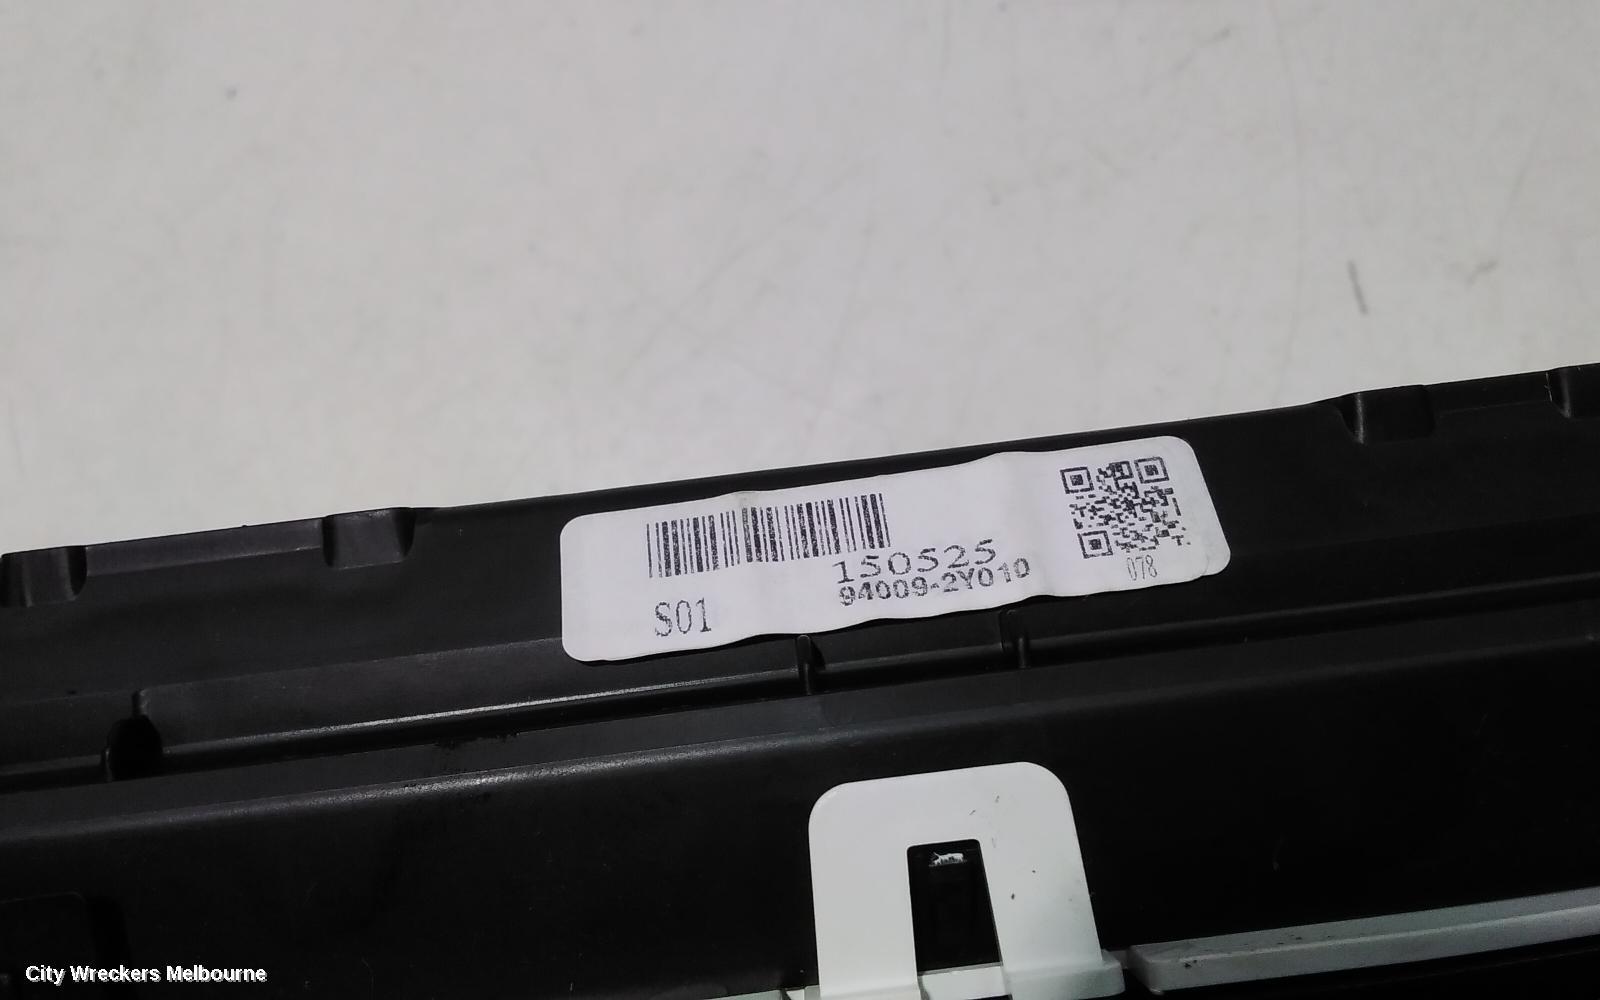 150525
94009-2Y010
S01
078
City Wreckers Melbourne